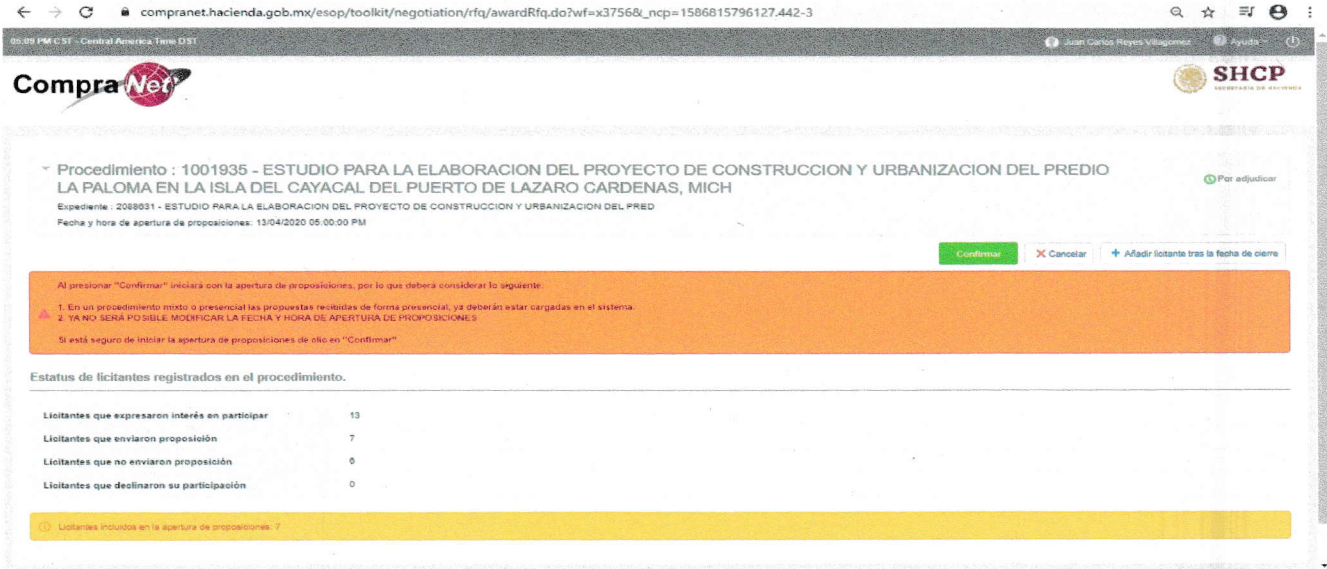 compranet.hacienda.gob.mx/esop/toolkit/negotiation/rfq/awardRfq.do?wf=x3756&_ncp=1586815796127.442-3
05:09 PM CST - Central America Time DST
Juan Carlos Reyes Villagomez
Ayuda
CompraNet
SHCP
SECRETARÍA DE HACIENDA
Procedimiento : 1001935 - ESTUDIO PARA LA ELABORACION DEL PROYECTO DE CONSTRUCCION Y URBANIZACION DEL PREDIO
LA PALOMA EN LA ISLA DEL CAYACAL DEL PUERTO DE LAZARO CARDENAS, MICH
Por adjudicar
Expediente : 2088631 - ESTUDIO PARA LA ELABORACION DEL PROYECTO DE CONSTRUCCION Y URBANIZACION DEL PRED
Fecha y hora de apertura de proposiciones: 13/04/2020 05:00:00 PM
Confirmar
Cancelar
+ Añadir licitante tras la fecha de cierre
Al presionar "Confirmar" iniciará con la apertura de proposiciones, por lo que deberá considerar lo siguiente:
1. En un procedimiento mixto o presencial las propuestas recibidas de forma presencial, ya deberán estar cargadas en el sistema.
2. YA NO SERÁ POSIBLE MODIFICAR LA FECHA Y HORA DE APERTURA DE PROPOSICIONES
Si está seguro de iniciar la apertura de proposiciones de clic en "Confirmar"
Estatus de licitantes registrados en el procedimiento.
Licitantes que expresaron interés en participar 13
Licitantes que enviaron proposición 7
Licitantes que no enviaron proposición 6
Licitantes que declinaron su participación 0
Licitantes incluidos en la apertura de proposiciones: 7